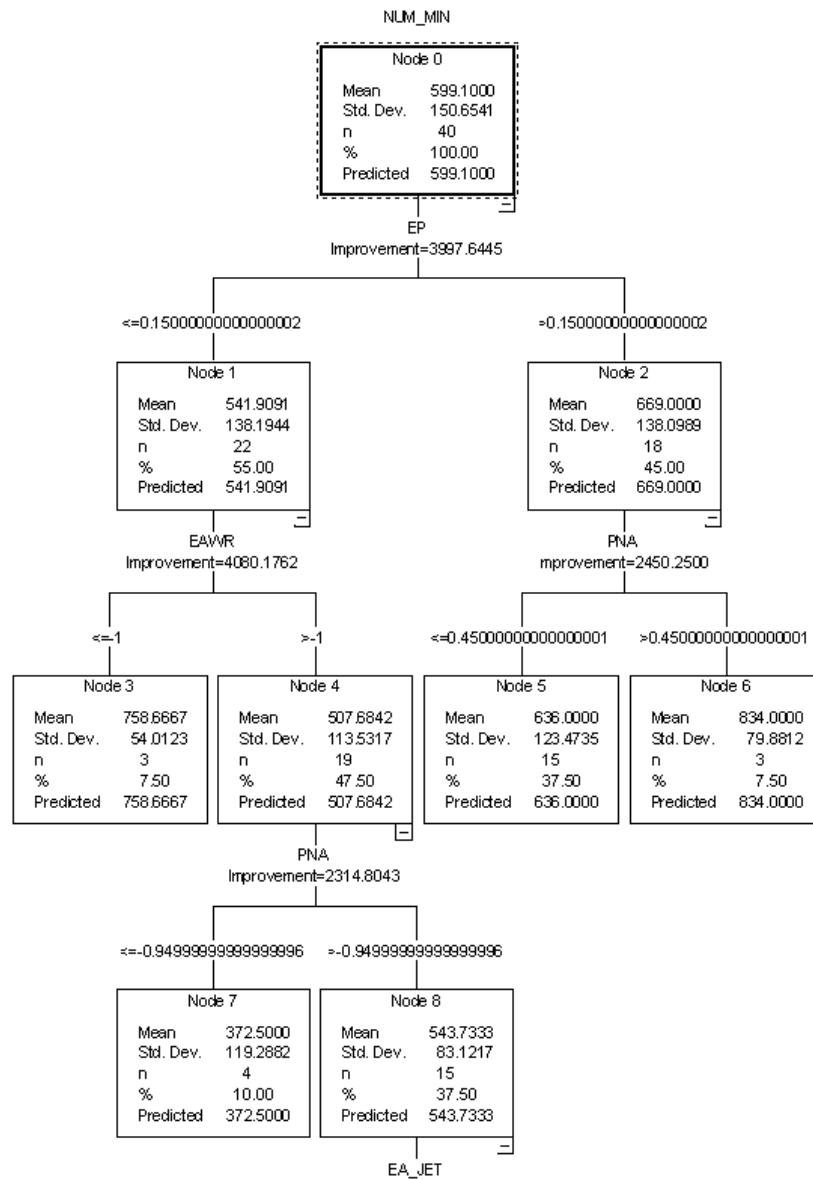 NUM_MIN
Node 0
Mean 599.1000
Std. Dev. 150.6541
n 40
% 100.00
Predicted 599.1000
EP
Improvement=3997.6445
<=0.15000000000000002
>0.15000000000000002
Node 1
Mean 541.9091
Std. Dev. 138.1944
n 22
% 55.00
Predicted 541.9091
Node 2
Mean 669.0000
Std. Dev. 138.0989
n 18
% 45.00
Predicted 669.0000
EAWR
Improvement=4080.1762
PNA
mprovement=2450.2500
<=-1
>-1
<=0.45000000000000001
>0.45000000000000001
Node 3
Mean 758.6667
Std. Dev. 54.0123
n 3
% 7.50
Predicted 758.6667
Node 4
Mean 507.6842
Std. Dev. 113.5317
n 19
% 47.50
Predicted 507.6842
Node 5
Mean 636.0000
Std. Dev. 123.4735
n 15
% 37.50
Predicted 636.0000
Node 6
Mean 834.0000
Std. Dev. 79.8812
n 3
% 7.50
Predicted 834.0000
PNA
Improvement=2314.8043
<=-0.94999999999999996
>-0.94999999999999996
Node 7
Mean 372.5000
Std. Dev. 119.2882
n 4
% 10.00
Predicted 372.5000
Node 8
Mean 543.7333
Std. Dev. 83.1217
n 15
% 37.50
Predicted 543.7333
EA_JET